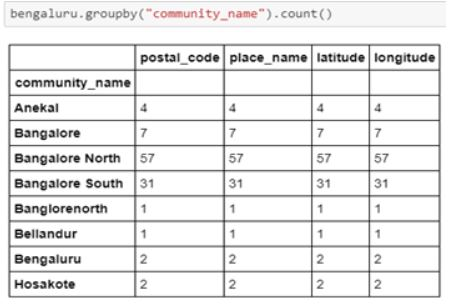 bengaluru.groupby("community_name").count()
postal_code place_name latitude longitude
community_name
Anekal 4 4 4 4
Bangalore 7 7 7 7
Bangalore North 57 57 57 57
Bangalore South 31 31 31 31
Banglorenorth 1 1 1 1
Bellandur 1 1 1 1
Bengaluru 2 2 2 2
Hosakote 2 2 2 2